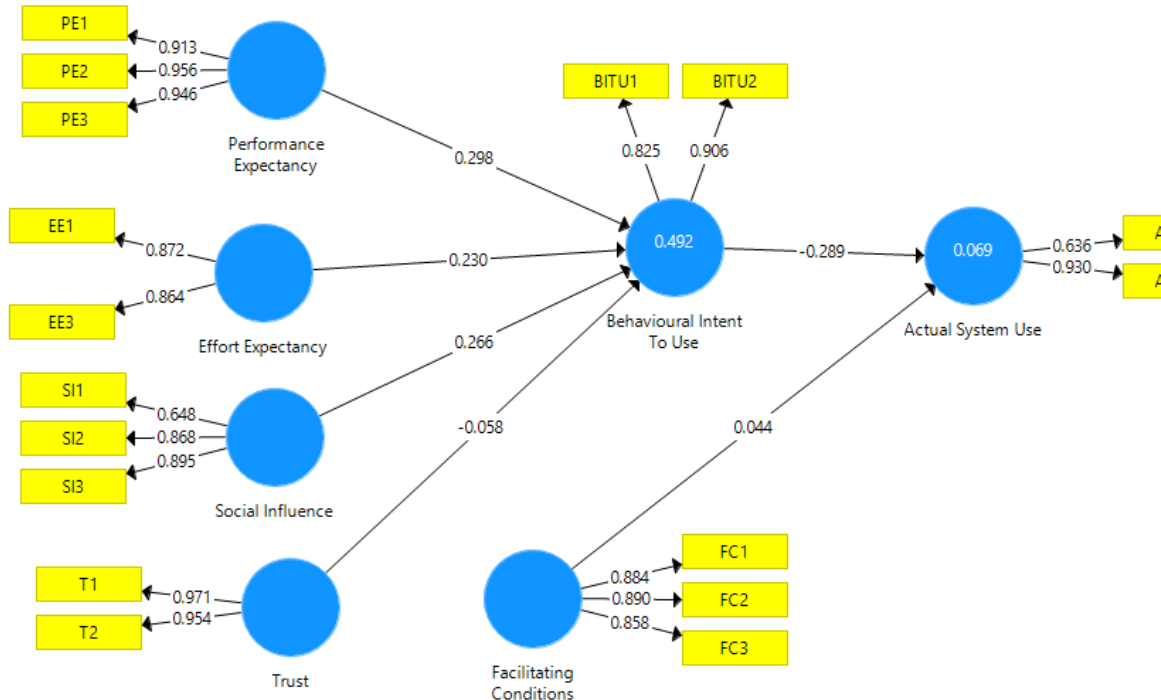 PE1
0.913
PE2
0.956
PE3
0.946
Performance
Expectancy
0.298
BITU1
BITU2
0.825
0.906
0.492
Behavioural Intent
To Use
-0.289
0.069
Actual System Use
0.636
0.930
A
A
EE1
0.872
0.864
EE3
Effort Expectancy
0.230
SI1
0.648
SI2
0.868
SI3
0.895
Social Influence
0.266
-0.058
0.044
T1
0.971
T2
0.954
Trust
FC1
0.884
FC2
0.890
FC3
0.858
Facilitating
Conditions